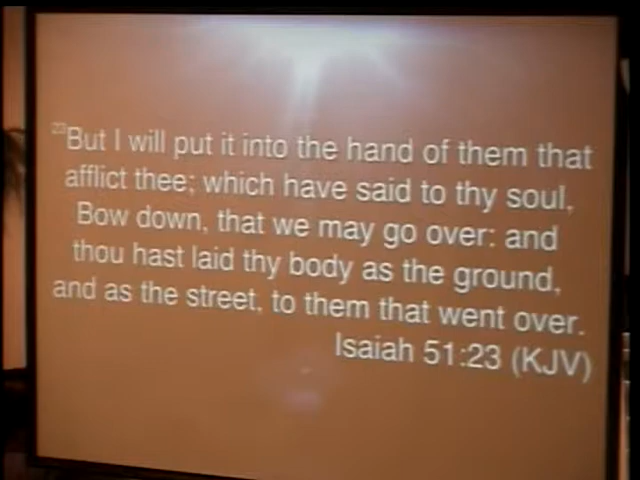 23But I will put it into the hand of them that
afflict thee; which have said to thy soul,
Bow down, that we may go over: and
thou hast laid thy body as the ground,
and as the street, to them that went over.
Isaiah 51:23 (KJV)